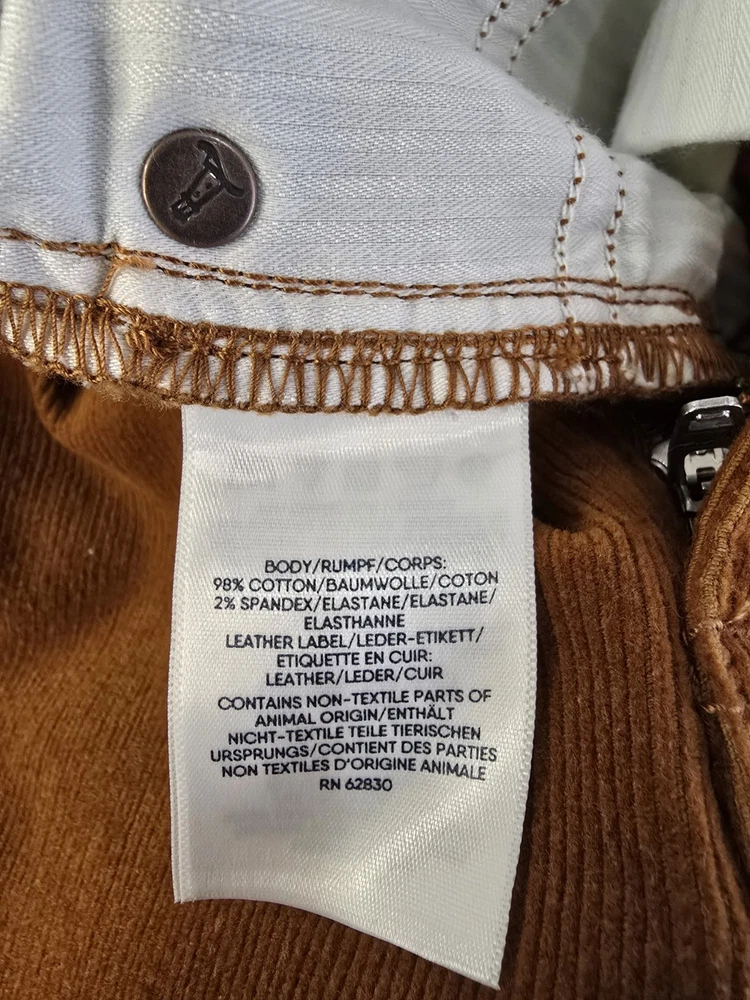 BODY/RUMPF/CORPS:
98% COTTON/BAUMWOLLE/COTON
2% SPANDEX/ELASTANE/ELASTANE/
ELASTHANNE
LEATHER LABEL/LEDER-ETIKETT/
ETIQUETTE EN CUIR:
LEATHER/LEDER/CUIR
CONTAINS NON-TEXTILE PARTS OF
ANIMAL ORIGIN/ENTHÄLT
NICHT-TEXTILE TEILE TIERISCHEN
URSPRUNGS/CONTIENT DES PARTIES
NON TEXTILES D'ORIGINE ANIMALE
RN 62830